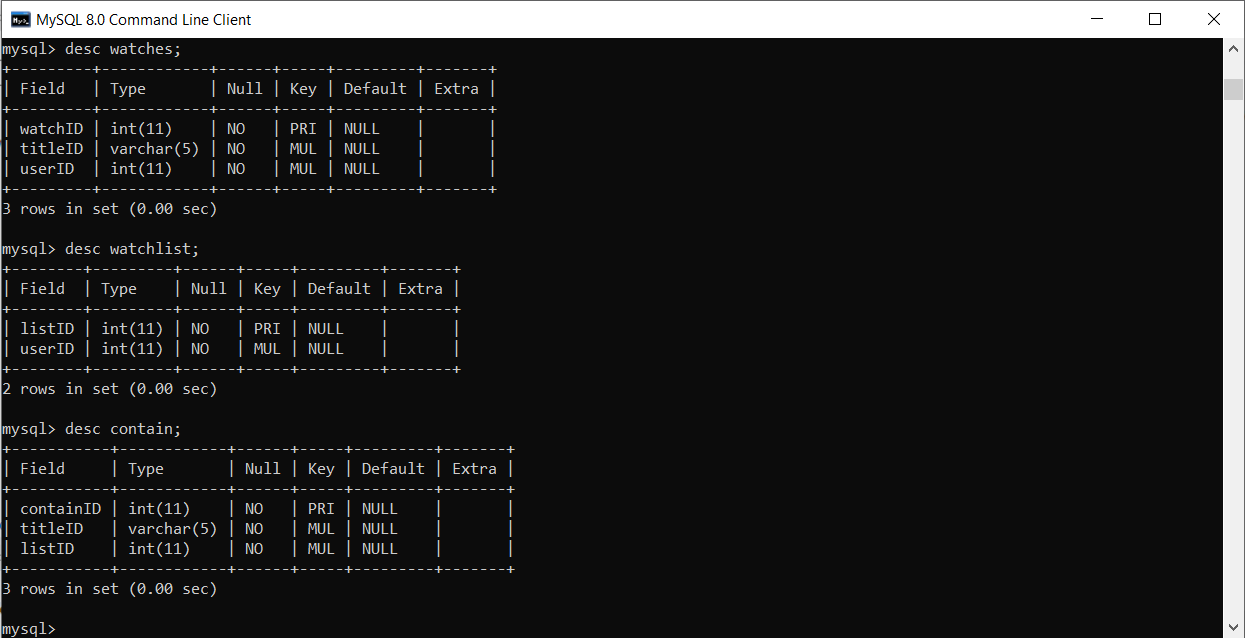 MySQL 8.0 Command Line Client
mysql> desc watches;
+---------+------------+------+-----+---------+-------+
| Field   | Type       | Null | Key | Default | Extra |
+---------+------------+------+-----+---------+-------+
| watchID | int(11)    | NO   | PRI | NULL    |       |
| titleID | varchar(5) | NO   | MUL | NULL    |       |
| userID  | int(11)    | NO   | MUL | NULL    |       |
+---------+------------+------+-----+---------+-------+
3 rows in set (0.00 sec)

mysql> desc watchlist;
+--------+---------+------+-----+---------+-------+
| Field  | Type    | Null | Key | Default | Extra |
+--------+---------+------+-----+---------+-------+
| listID | int(11) | NO   | PRI | NULL    |       |
| userID | int(11) | NO   | MUL | NULL    |       |
+--------+---------+------+-----+---------+-------+
2 rows in set (0.00 sec)

mysql> desc contain;
+-----------+------------+------+-----+---------+-------+
| Field     | Type       | Null | Key | Default | Extra |
+-----------+------------+------+-----+---------+-------+
| containID | int(11)    | NO   | PRI | NULL    |       |
| titleID   | varchar(5) | NO   | MUL | NULL    |       |
| listID    | int(11)    | NO   | MUL | NULL    |       |
+-----------+------------+------+-----+---------+-------+
3 rows in set (0.00 sec)

mysql>